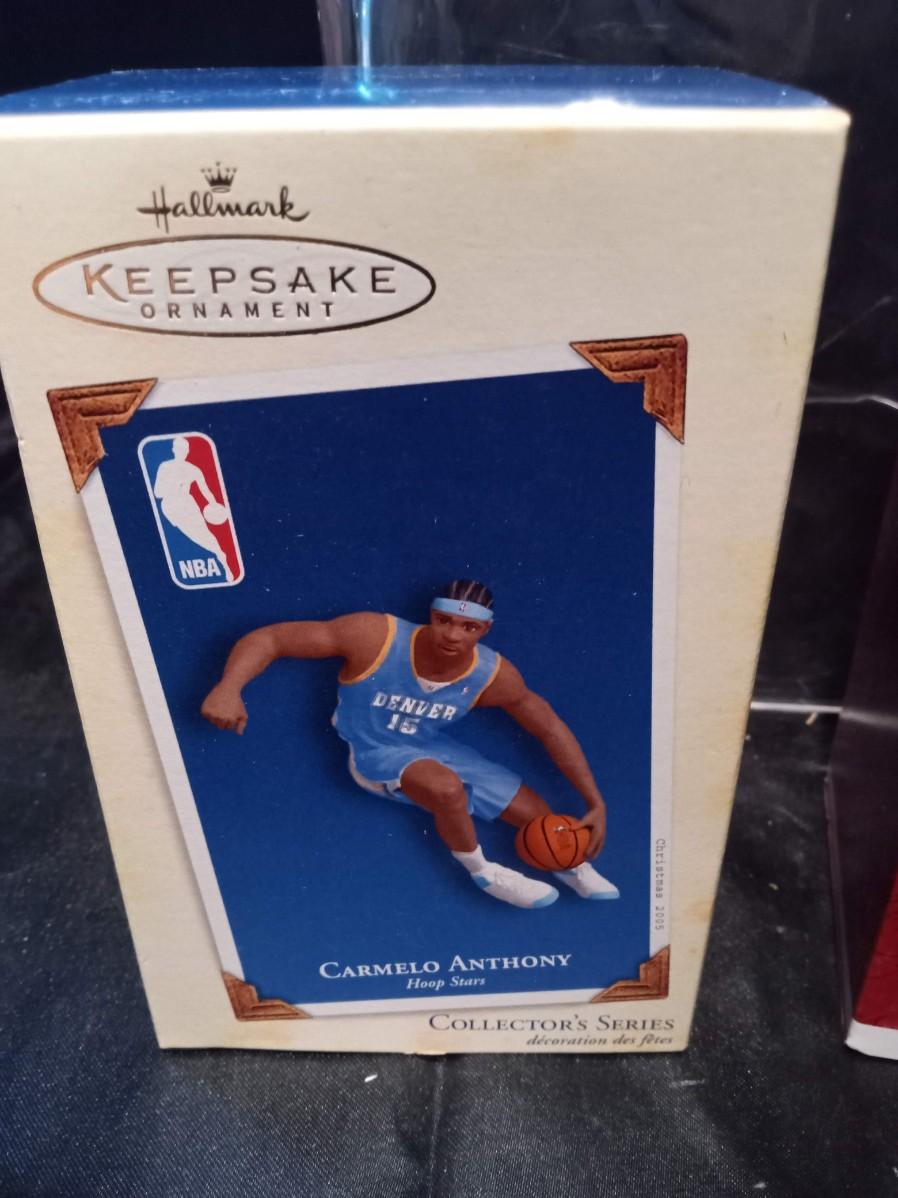 Hallmark
KEEPSAKE
ORNAMENT
NBA
DENVER
15
Christmas 2005
CARMELO ANTHONY
Hoop Stars
COLLECTOR'S SERIES
décoration des fêtes